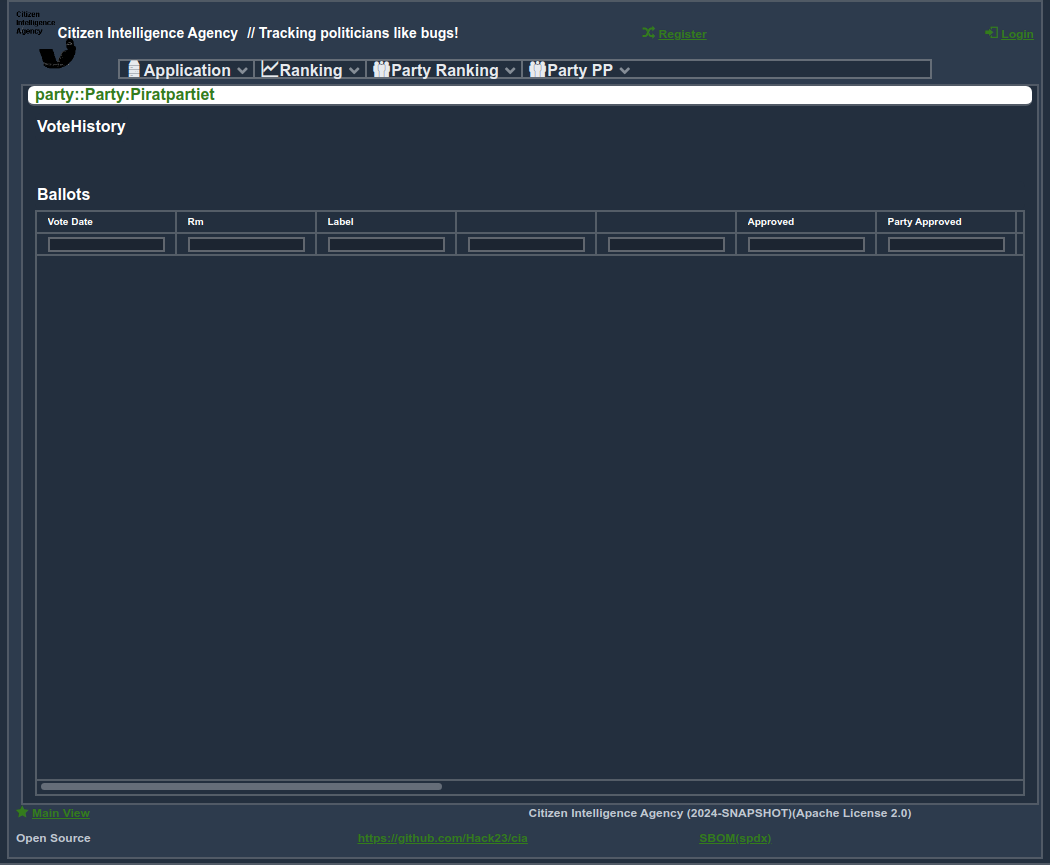 Citizen
Intelligence
Agency
Citizen Intelligence Agency // Tracking politicians like bugs!
Register
Login
Application
Ranking
Party Ranking
Party PP
party::Party:Piratpartiet
VoteHistory
Ballots
Vote Date
Rm
Label
Approved
Party Approved
Main View
Citizen Intelligence Agency (2024-SNAPSHOT)(Apache License 2.0)
Open Source
https://github.com/Hack23/cia
SBOM(spdx)